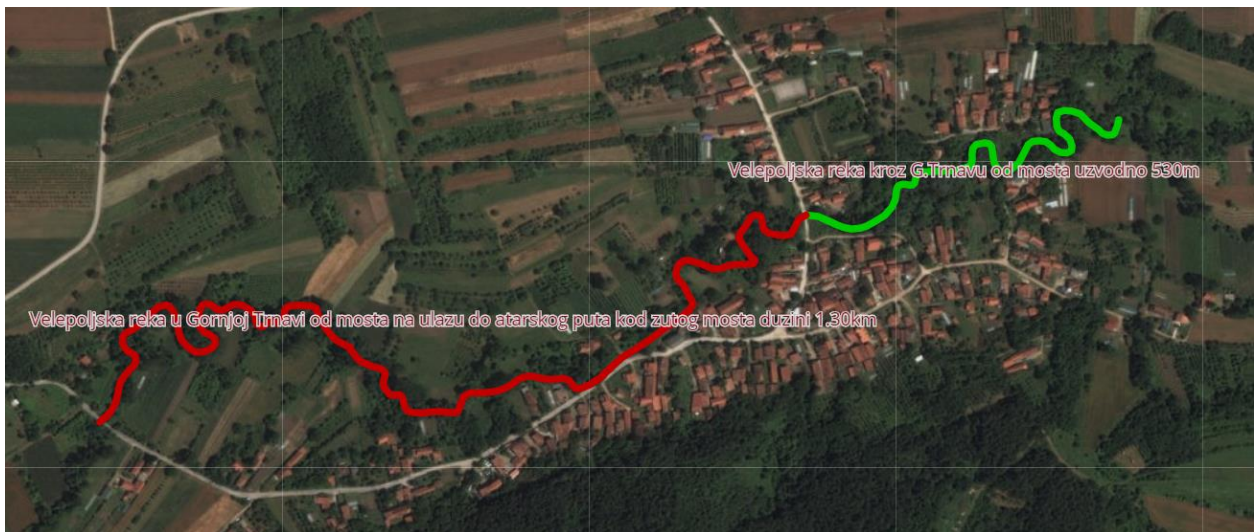 Velepoljska reka kroz G.Trnavu od mosta uzvodno 530m
Velepoljska reka u Gornjoj Trnavi od mosta na ulazu do atarskog puta kod zutog mosta duzini 1.30km